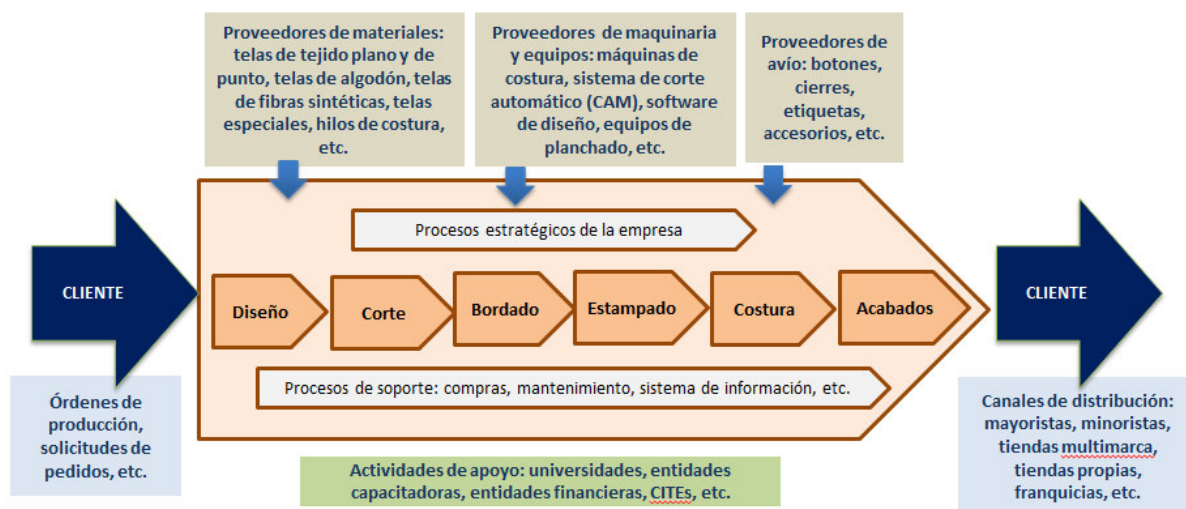 Proveedores de materiales:
telas de tejido plano y de
punto, telas de algodón, telas
de fibras sintéticas, telas
especiales, hilos de costura,
etc.
Proveedores de maquinaria
y equipos: máquinas de
costura, sistema de corte
automático (CAM), software
de diseño, equipos de
planchado, etc.
Proveedores de
avío: botones,
cierres,
etiquetas,
accesorios, etc.
Procesos estratégicos de la empresa
CLIENTE
Diseño
Corte
Bordado
Estampado
Costura
Acabados
CLIENTE
Procesos de soporte: compras, mantenimiento, sistema de información, etc.
Órdenes de
producción,
solicitudes de
pedidos, etc.
Canales de distribución:
mayoristas, minoristas,
tiendas multimarca,
tiendas propias,
franquicias, etc.
Actividades de apoyo: universidades, entidades
capacitadoras, entidades financieras, CITEs, etc.